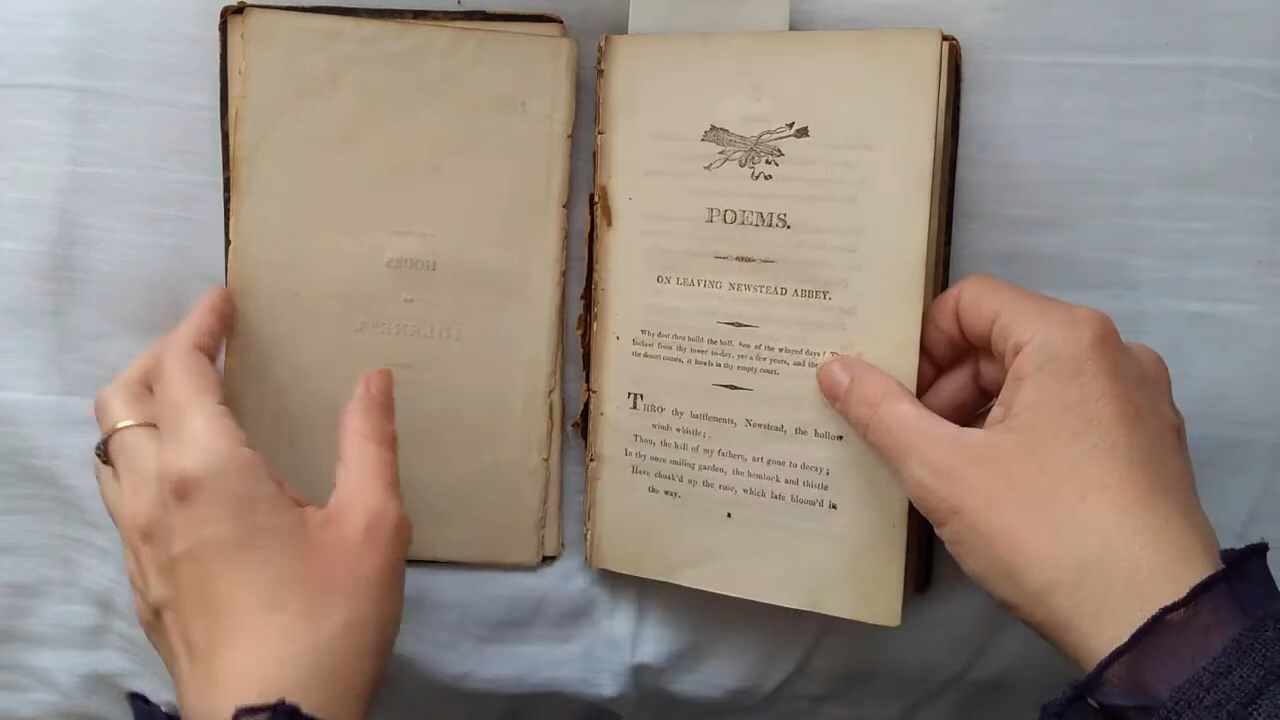 HOURS
IDLENESS.
POEMS.
ON LEAVING NEWSTEAD ABBEY.
Why dost thou build the hall, Son of the winged days? Th
lookest from thy tower to-day, yet a few years, and the
the desert comes, it howls in thy empty court.
THRO' thy battlements, Newstead, the hollow
winds whistle;
Thou, the hall of my fathers, art gone to decay;
In thy once smiling garden, the hemlock and thistle
Have choak'd up the rose, which late bloom'd in
the way.